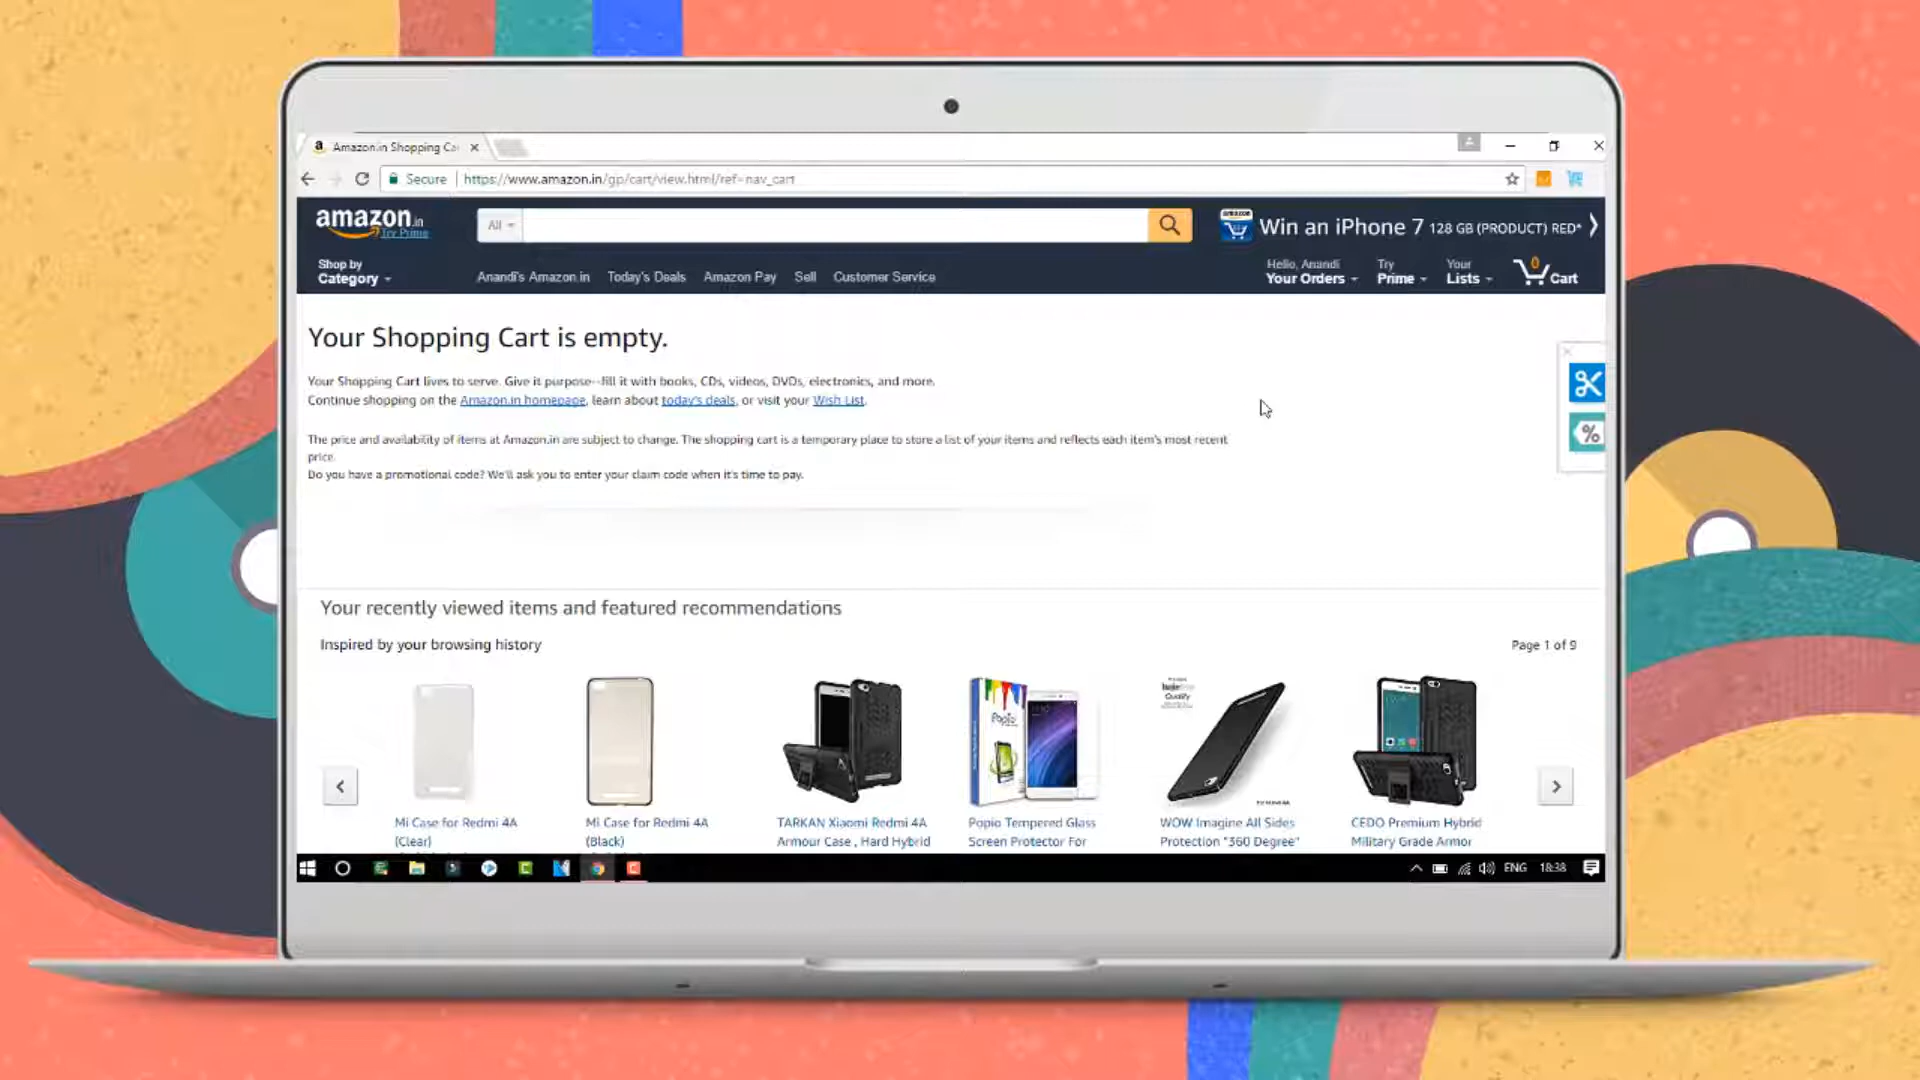 Amazon.in Shopping Ca
Secure
https://www.amazon.in/gp/cart/view.html/ref=nav_cart
amazon.in
Try Prime
All
Win an iPhone 7 128 GB (PRODUCT) RED*
Shop by
Category
Anandi's Amazon.in
Today's Deals
Amazon Pay
Sell
Customer Service
Hello, Anandi
Your Orders
Try
Prime
Your
Lists
0
Cart
Your Shopping Cart is empty.
Your Shopping Cart lives to serve. Give it purpose--fill it with books, CDs, videos, DVDs, electronics, and more.
Continue shopping on the Amazon.in homepage, learn about today's deals, or visit your Wish List.
The price and availability of items at Amazon.in are subject to change. The shopping cart is a temporary place to store a list of your items and reflects each item's most recent
price.
Do you have a promotional code? We'll ask you to enter your claim code when it's time to pay.
%
Your recently viewed items and featured recommendations
Inspired by your browsing history
Page 1 of 9
Popio
Quality
Mi Case for Redmi 4A
(Clear)
Mi Case for Redmi 4A
(Black)
TARKAN Xiaomi Redmi 4A
Armour Case , Hard Hybrid
Popio Tempered Glass
Screen Protector For
WOW Imagine All Sides
Protection "360 Degree"
CEDO Premium Hybrid
Military Grade Armor
ENG
18:38